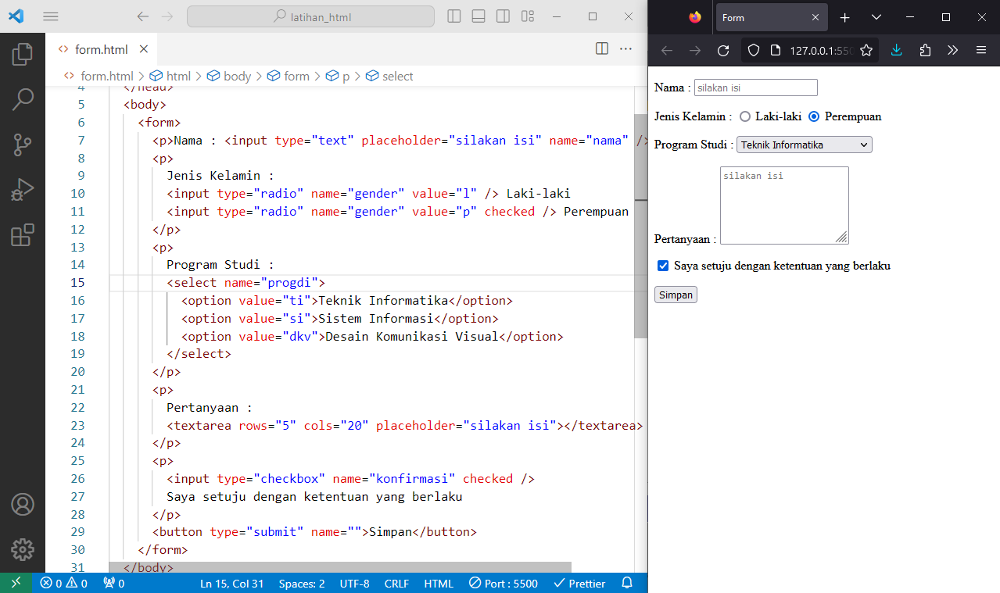 latihan_html
form.html
form.html > html > body > form > p > select
4 </head>
5 <body>
6 <form>
7 <p>Nama : <input type="text" placeholder="silakan isi" name="nama" />
8 <p>
9 Jenis Kelamin :
10 <input type="radio" name="gender" value="l" /> Laki-laki
11 <input type="radio" name="gender" value="p" checked /> Perempuan
12 </p>
13 <p>
14 Program Studi :
15 <select name="progdi">
16 <option value="ti">Teknik Informatika</option>
17 <option value="si">Sistem Informasi</option>
18 <option value="dkv">Desain Komunikasi Visual</option>
19 </select>
20 </p>
21 <p>
22 Pertanyaan :
23 <textarea rows="5" cols="20" placeholder="silakan isi"></textarea>
24 </p>
25 <p>
26 <input type="checkbox" name="konfirmasi" checked />
27 Saya setuju dengan ketentuan yang berlaku
28 </p>
29 <button type="submit" name="">Simpan</button>
30 </form>
31 </body>
0 0 0 Ln 15, Col 31 Spaces: 2 UTF-8 CRLF HTML Port : 5500 Prettier
Form
127.0.0.1:550
Nama : silakan isi
Jenis Kelamin : Laki-laki Perempuan
Program Studi : Teknik Informatika
silakan isi
Pertanyaan :
Saya setuju dengan ketentuan yang berlaku
Simpan